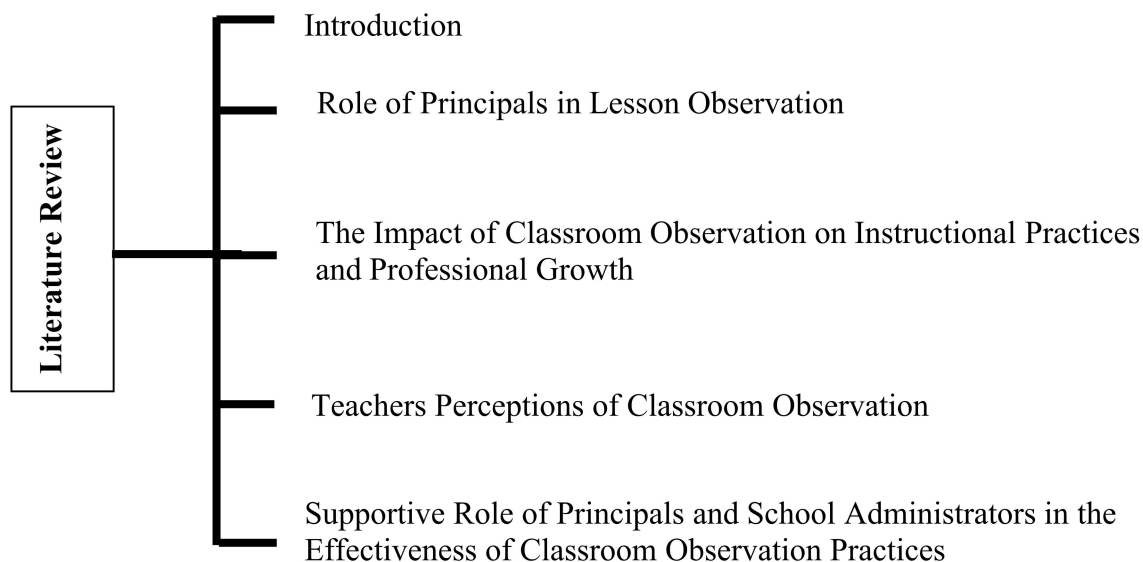 Literature Review
Introduction
Role of Principals in Lesson Observation
The Impact of Classroom Observation on Instructional Practices
and Professional Growth
Teachers Perceptions of Classroom Observation
Supportive Role of Principals and School Administrators in the
Effectiveness of Classroom Observation Practices